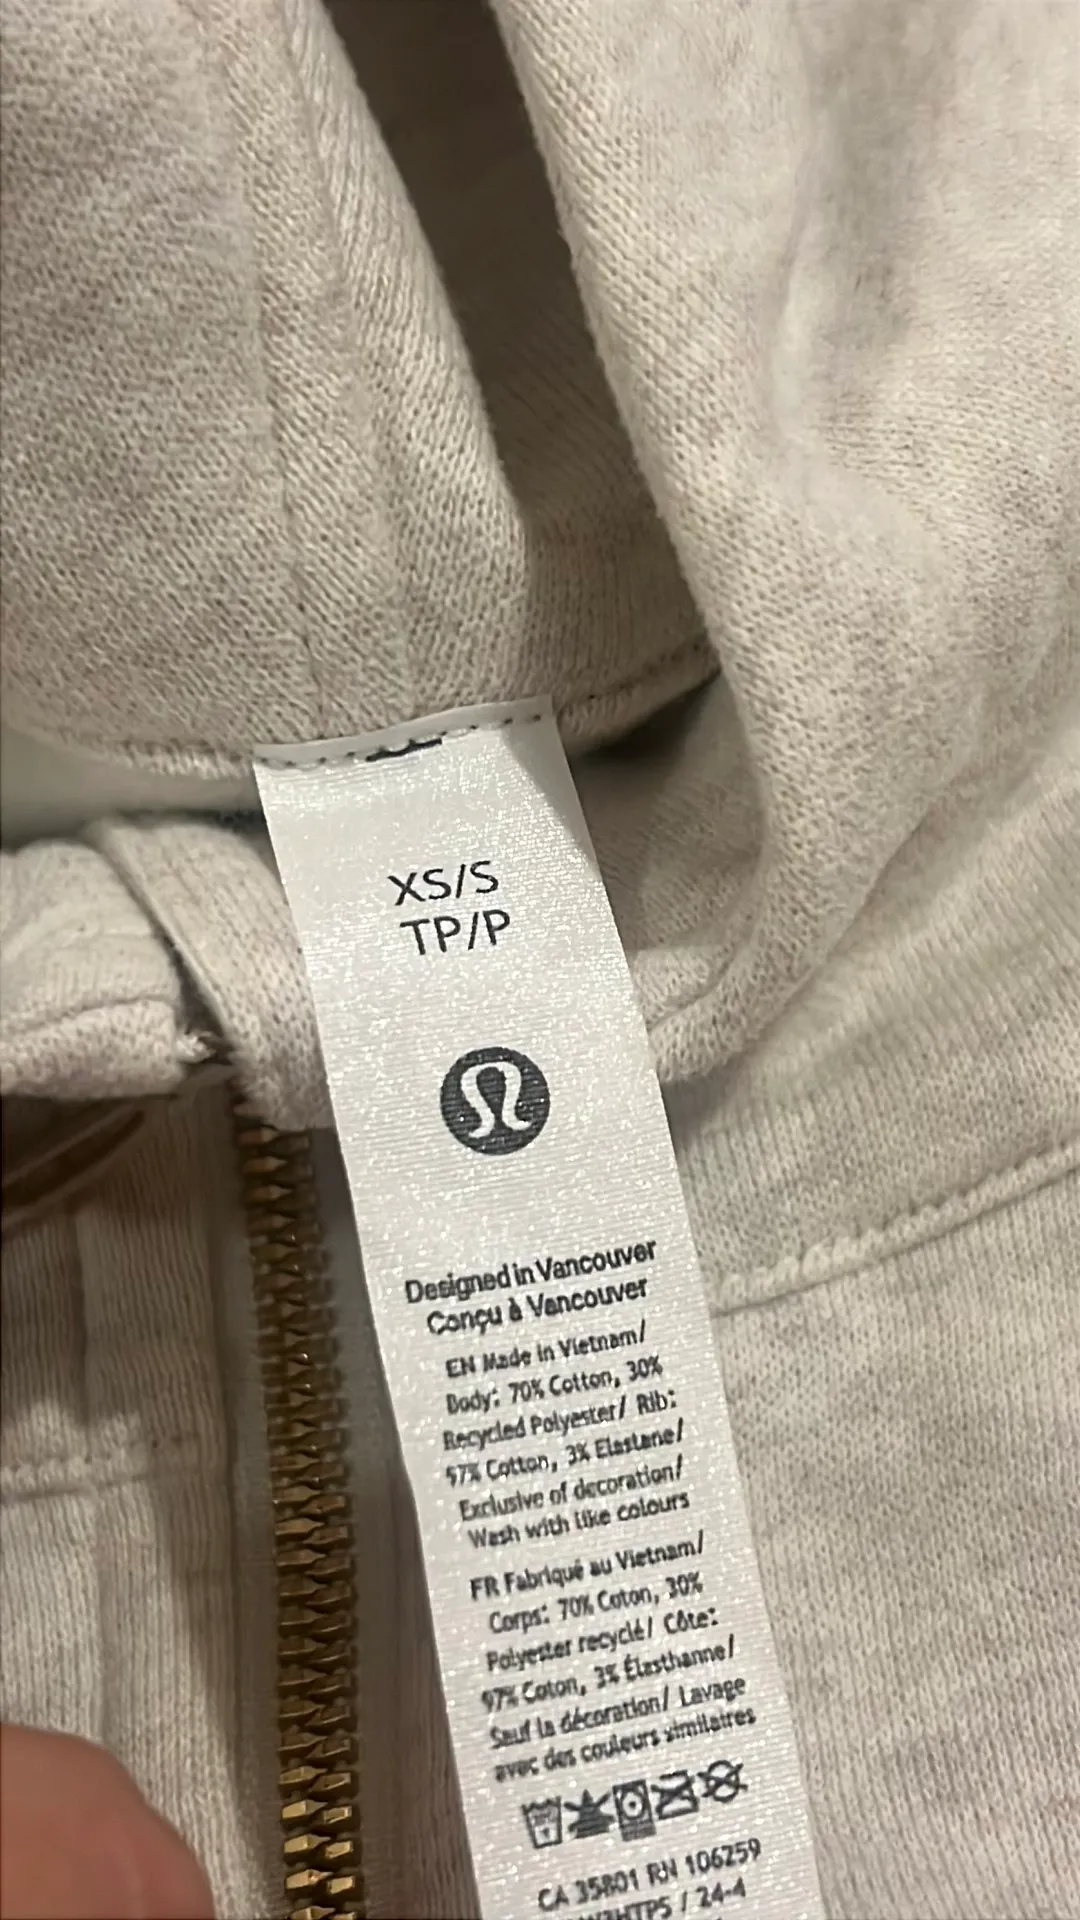 XS/S
TP/P
Designed in Vancouver
Conçu à Vancouver
EN Made in Vietnam/
Body: 70% Cotton, 30%
Recycled Polyester/ Rib:
97% Cotton, 3% Elastane/
Exclusive of decoration/
Wash with like colours
FR Fabriqué au Vietnam/
Corps: 70% Coton, 30%
Polyester recyclé/ Côte:
97% Coton, 3% Élasthanne/
Sauf la décoration/ Lavage
avec des couleurs similaires
CA 35801 RN 106259
/ 24-4